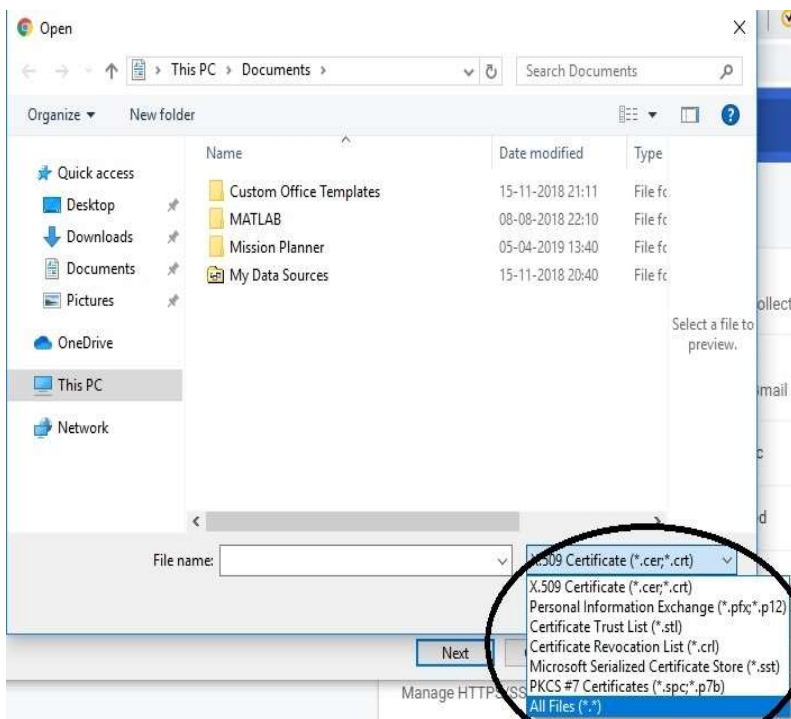 Open
This PC > Documents >
Search Documents
Organize
New folder
Name
Date modified
Type
Quick access
Desktop
Downloads
Documents
Pictures
OneDrive
This PC
Network
Custom Office Templates 15-11-2018 21:11 File fc
MATLAB 08-08-2018 22:10 File fc
Mission Planner 05-04-2019 13:40 File fc
My Data Sources 15-11-2018 20:40 File fc
Select a file to
preview.
ollect
mail
c
d
File name:
X.509 Certificate (*.cer;*.crt)
X.509 Certificate (*.cer;*.crt)
Personal Information Exchange (*.pfx;*.p12)
Certificate Trust List (*.stl)
Certificate Revocation List (*.crl)
Microsoft Serialized Certificate Store (*.sst)
PKCS #7 Certificates (*.spc;*.p7b)
All Files (*.*)
Next
Manage HTTPS/SS